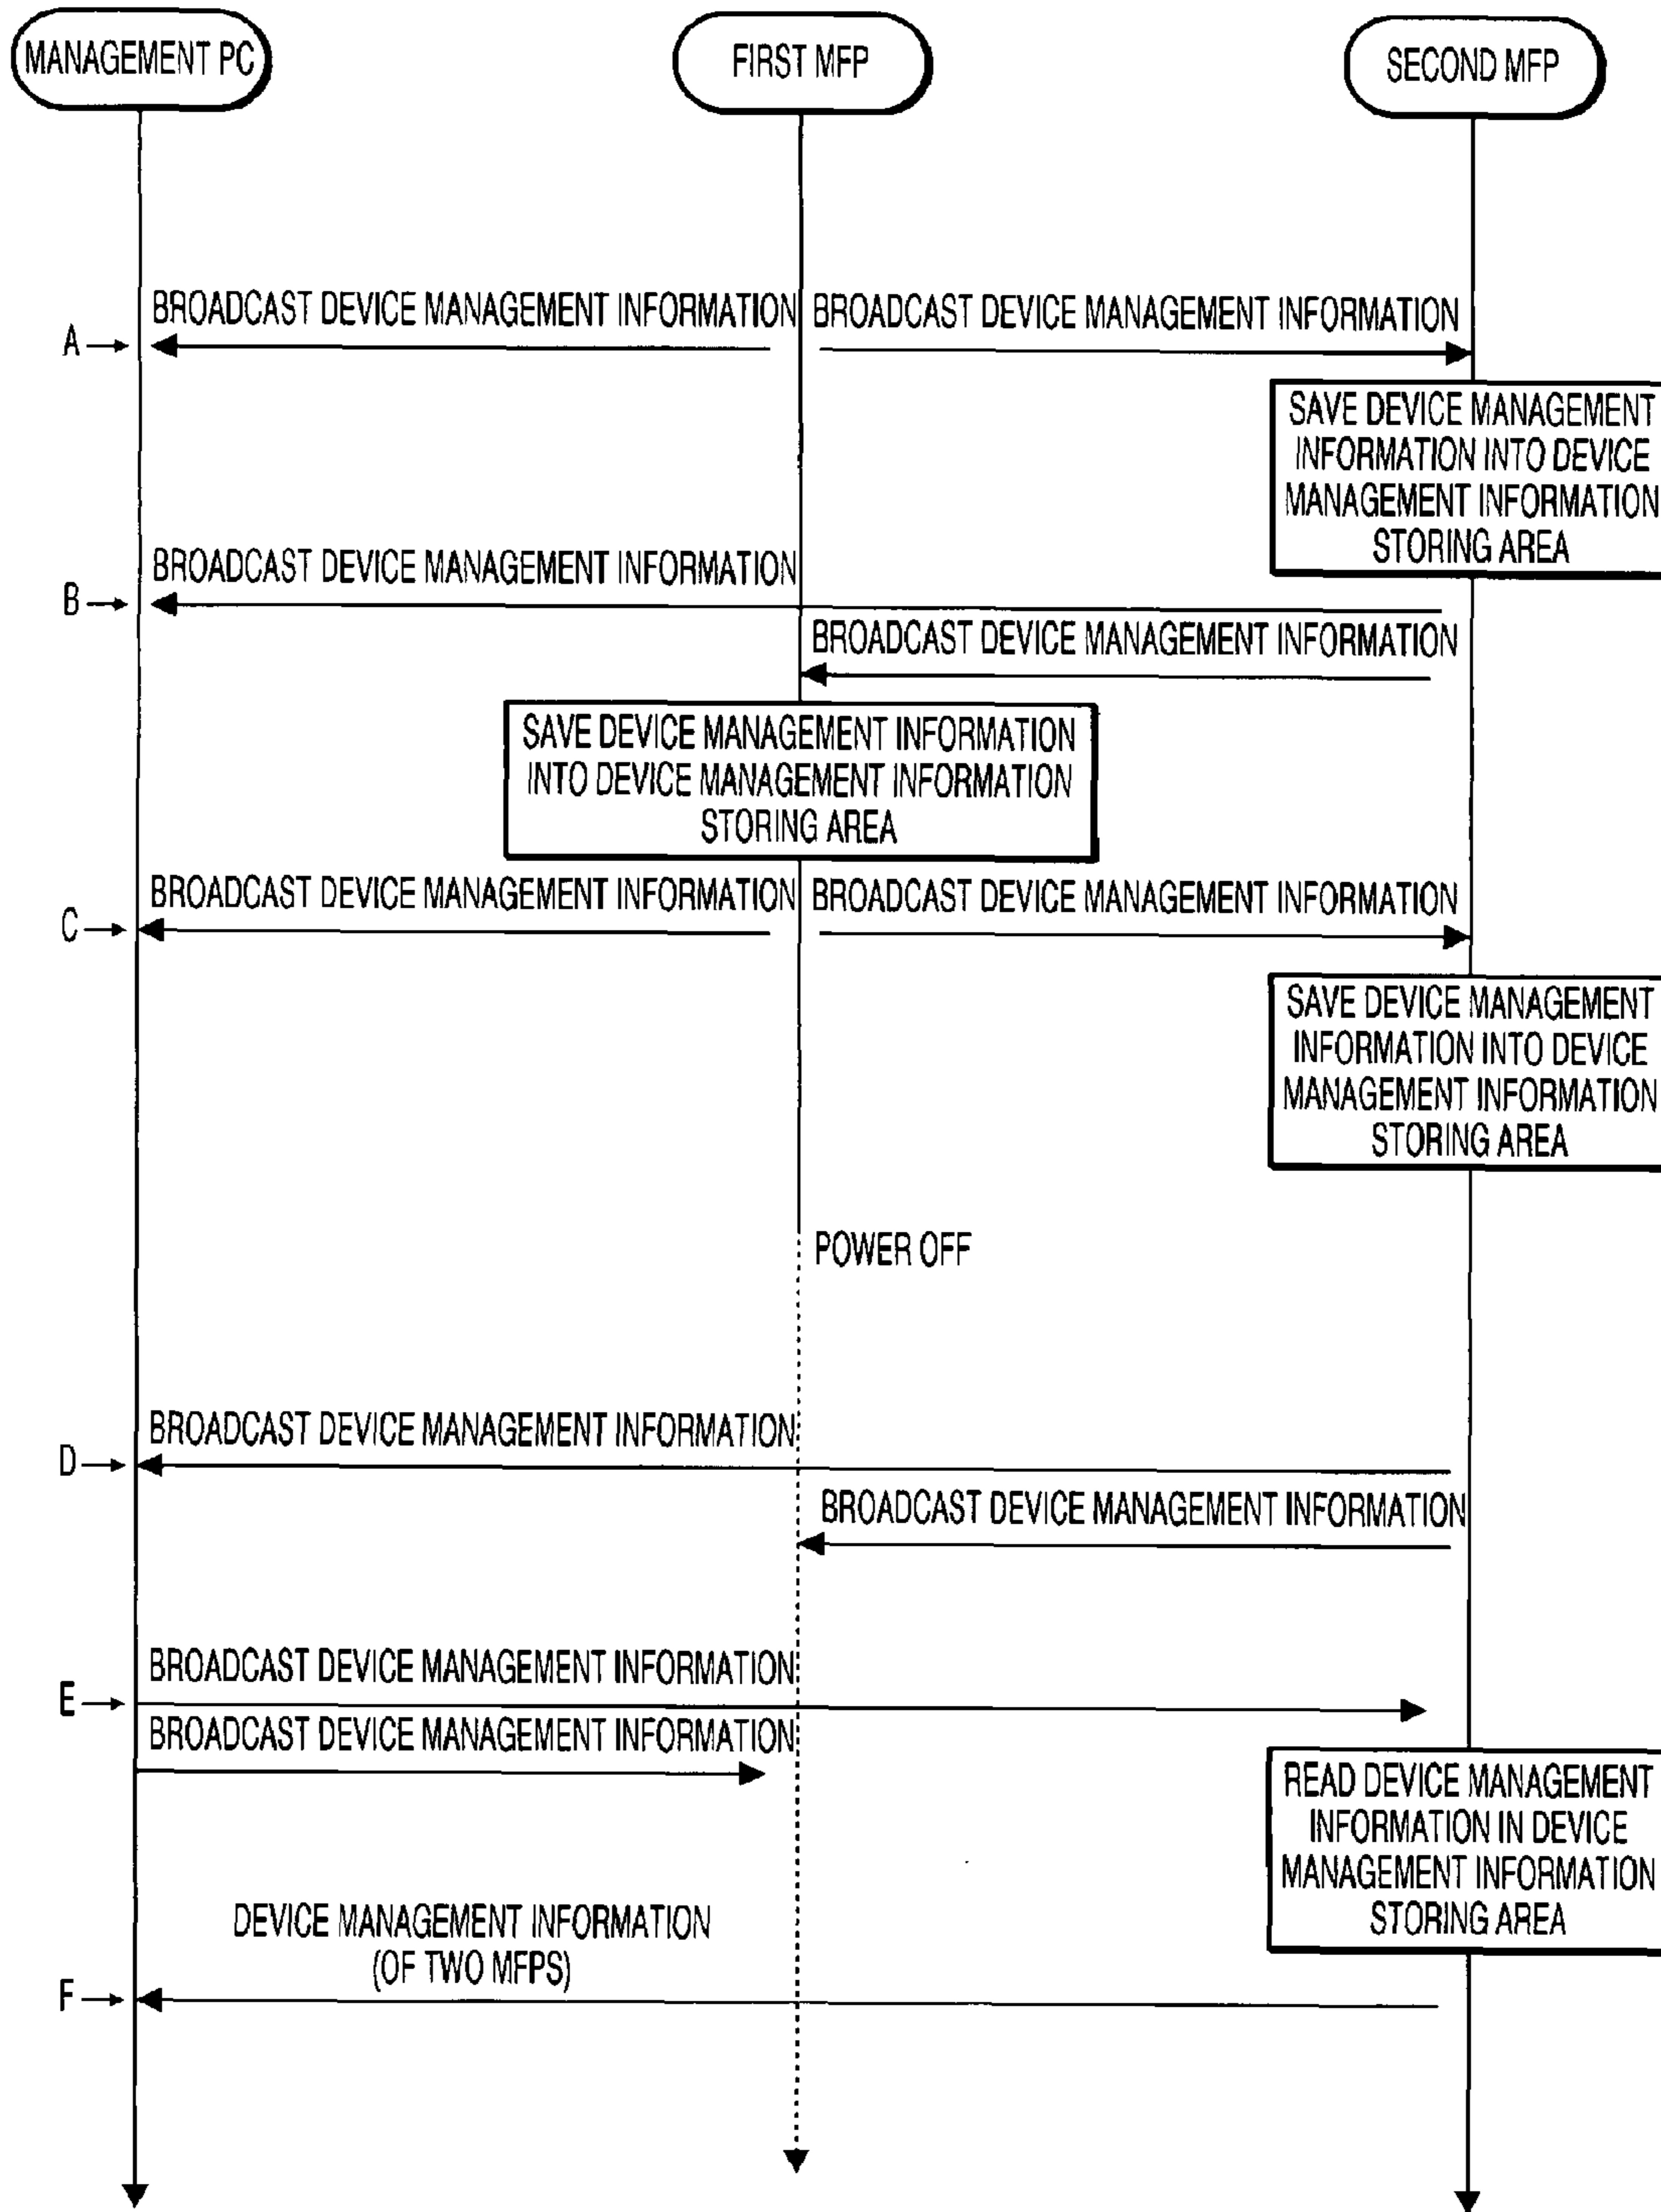 MANAGEMENT PC
FIRST MFP
SECOND MFP
BROADCAST DEVICE MANAGEMENT INFORMATION
BROADCAST DEVICE MANAGEMENT INFORMATION
A
SAVE DEVICE MANAGEMENT
INFORMATION INTO DEVICE
MANAGEMENT INFORMATION
STORING AREA
BROADCAST DEVICE MANAGEMENT INFORMATION
B
BROADCAST DEVICE MANAGEMENT INFORMATION
SAVE DEVICE MANAGEMENT INFORMATION
INTO DEVICE MANAGEMENT INFORMATION
STORING AREA
BROADCAST DEVICE MANAGEMENT INFORMATION
BROADCAST DEVICE MANAGEMENT INFORMATION
C
SAVE DEVICE MANAGEMENT
INFORMATION INTO DEVICE
MANAGEMENT INFORMATION
STORING AREA
POWER OFF
BROADCAST DEVICE MANAGEMENT INFORMATION
D
BROADCAST DEVICE MANAGEMENT INFORMATION
BROADCAST DEVICE MANAGEMENT INFORMATION
E
BROADCAST DEVICE MANAGEMENT INFORMATION
READ DEVICE MANAGEMENT
INFORMATION IN DEVICE
MANAGEMENT INFORMATION
STORING AREA
DEVICE MANAGEMENT INFORMATION
(OF TWO MFPS)
F